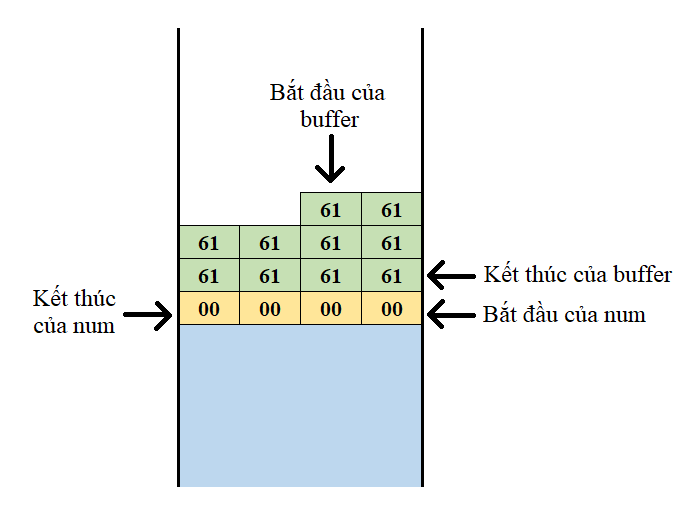 Bắt đầu của
buffer
61 61
61 61 61 61
61 61 61 61
Kết thúc của buffer
Kết thúc
của num
00 00 00 00
Bắt đầu của num